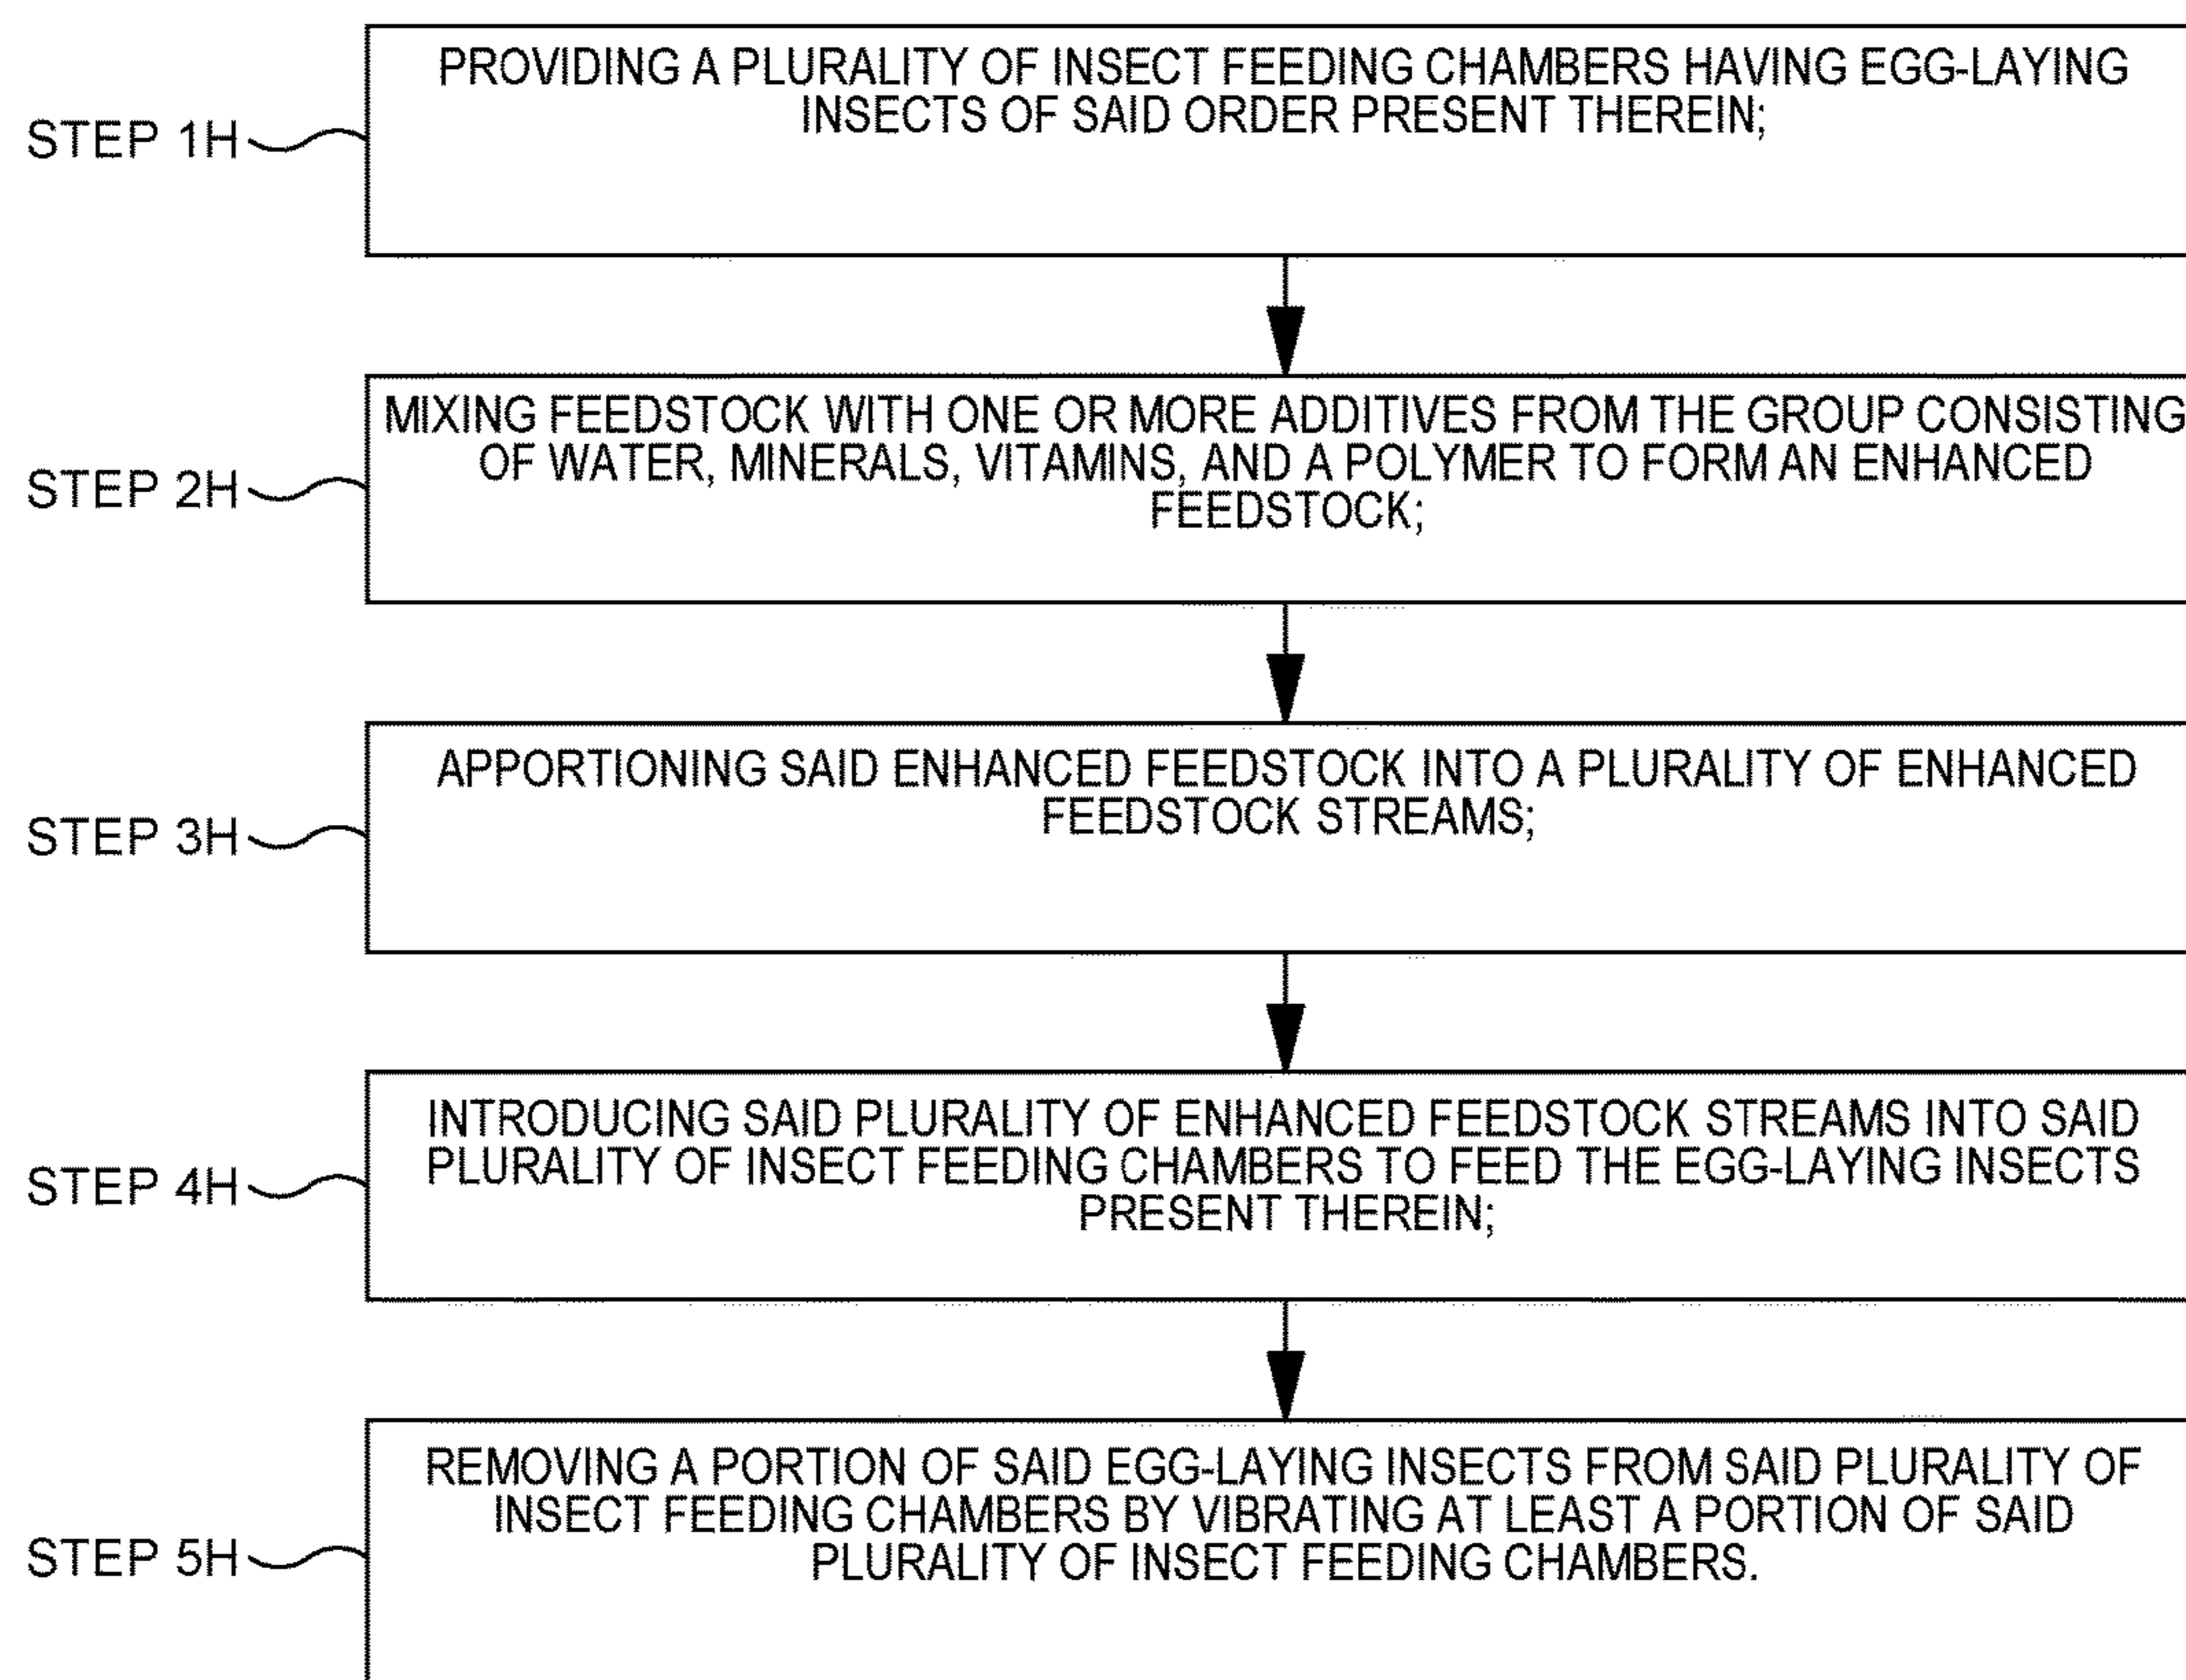 STEP 1H
PROVIDING A PLURALITY OF INSECT FEEDING CHAMBERS HAVING EGG-LAYING
INSECTS OF SAID ORDER PRESENT THEREIN;
STEP 2H
MIXING FEEDSTOCK WITH ONE OR MORE ADDITIVES FROM THE GROUP CONSISTING
OF WATER, MINERALS, VITAMINS, AND A POLYMER TO FORM AN ENHANCED
FEEDSTOCK;
STEP 3H
APPORTIONING SAID ENHANCED FEEDSTOCK INTO A PLURALITY OF ENHANCED
FEEDSTOCK STREAMS;
STEP 4H
INTRODUCING SAID PLURALITY OF ENHANCED FEEDSTOCK STREAMS INTO SAID
PLURALITY OF INSECT FEEDING CHAMBERS TO FEED THE EGG-LAYING INSECTS
PRESENT THEREIN;
STEP 5H
REMOVING A PORTION OF SAID EGG-LAYING INSECTS FROM SAID PLURALITY OF
INSECT FEEDING CHAMBERS BY VIBRATING AT LEAST A PORTION OF SAID
PLURALITY OF INSECT FEEDING CHAMBERS.